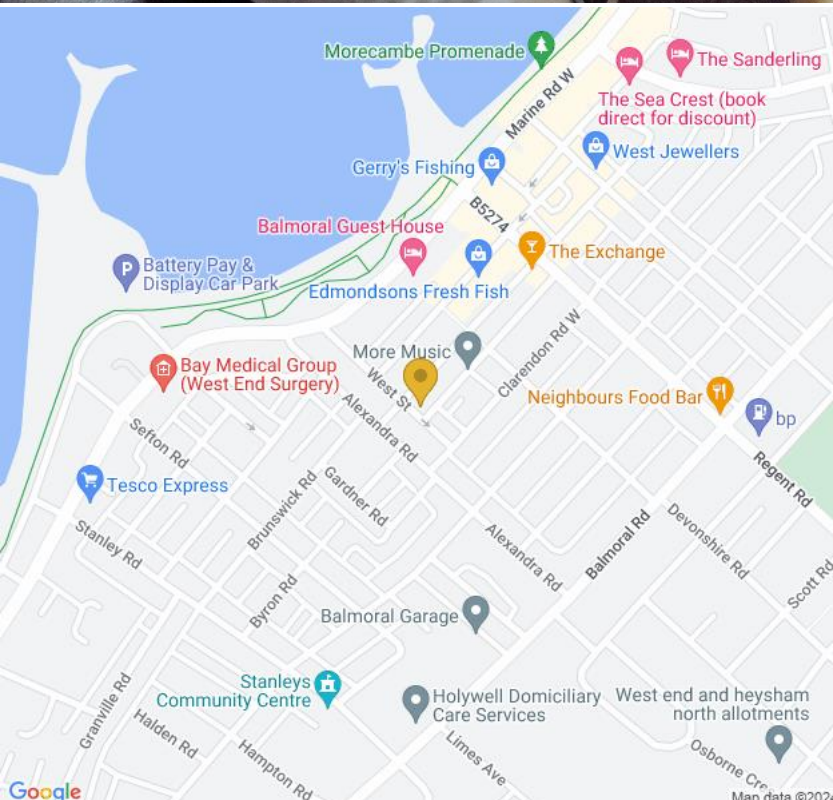 Morecambe Promenade
The Sanderling
The Sea Crest (book
direct for discount)
Marine Rd W
West Jewellers
Gerry's Fishing
B5274
Balmoral Guest House
The Exchange
P
Battery Pay &
Display Car Park
Edmondsons Fresh Fish
More Music
Clarendon Rd W
Bay Medical Group
(West End Surgery)
West St
Neighbours Food Bar
bp
Alexandra Rd
Sefton Rd
Regent Rd
Tesco Express
Gardner Rd
Brunswick Rd
Stanley Rd
Alexandra Rd
Balmoral Rd
Devonshire Rd
Scott Rd
Byron Rd
Balmoral Garage
Stanleys
Community Centre
Holywell Domiciliary
Care Services
West end and heysham
north allotments
Granville Rd
Halden Rd
Hampton Rd
Limes Ave
Osborne Cre
Google
Map data ©2024